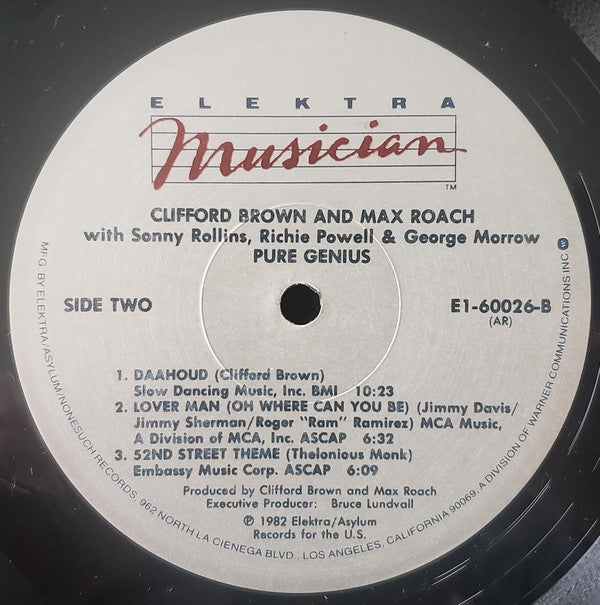 ELEKTRA
Musician
TM
CLIFFORD BROWN AND MAX ROACH
with Sonny Rollins, Richie Powell & George Morrow
PURE GENIUS
SIDE TWO
E1-60026-B
(AR)
1. DAAHOUD (Clifford Brown)
Slow Dancing Music, Inc. BMI 10:23
2. LOVER MAN (OH WHERE CAN YOU BE) (Jimmy Davis/
Jimmy Sherman/Roger "Ram" Ramirez) MCA Music,
A Division of MCA, Inc. ASCAP 6:32
3. 52ND STREET THEME (Thelonious Monk)
Embassy Music Corp. ASCAP 6:09
Produced by Clifford Brown and Max Roach
Executive Producer: Bruce Lundvall
℗ 1982 Elektra/Asylum
Records for the U.S.
MFG. BY ELEKTRA/ASYLUM/NONESUCH RECORDS, 962 NORTH LA CIENEGA BLVD., LOS ANGELES, CALIFORNIA 90069. A DIVISION OF WARNER COMMUNICATIONS INC.